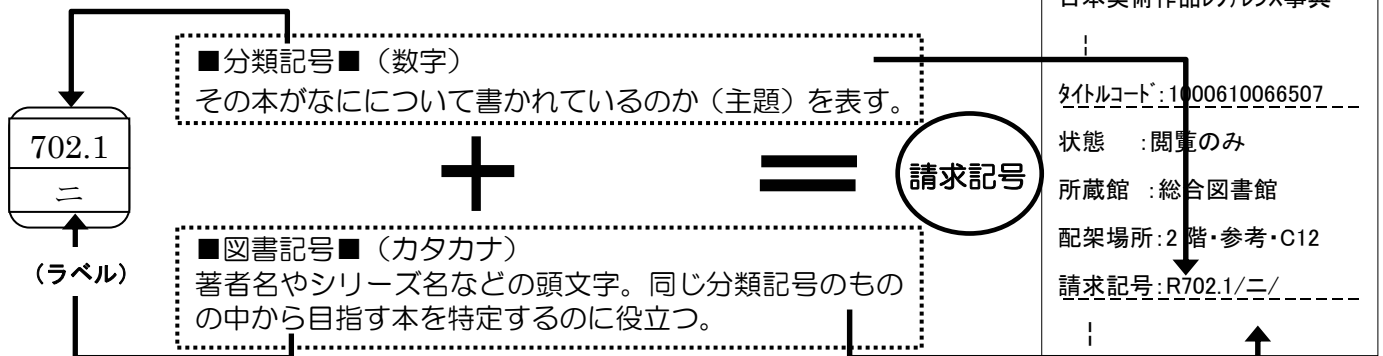 ■分類記号■（数字）
その本がなにについて書かれているのか（主題）を表す。
702.1
ニ
（ラベル）
＋
＝
請求記号
■図書記号■（カタカナ）
著者名やシリーズ名などの頭文字。同じ分類記号のもの
の中から目指す本を特定するのに役立つ。
タイトルコード:1000610066507
状態　:閲覧のみ
所蔵館　:総合図書館
配架場所:2階・参考・C12
請求記号:R702.1/ニ/